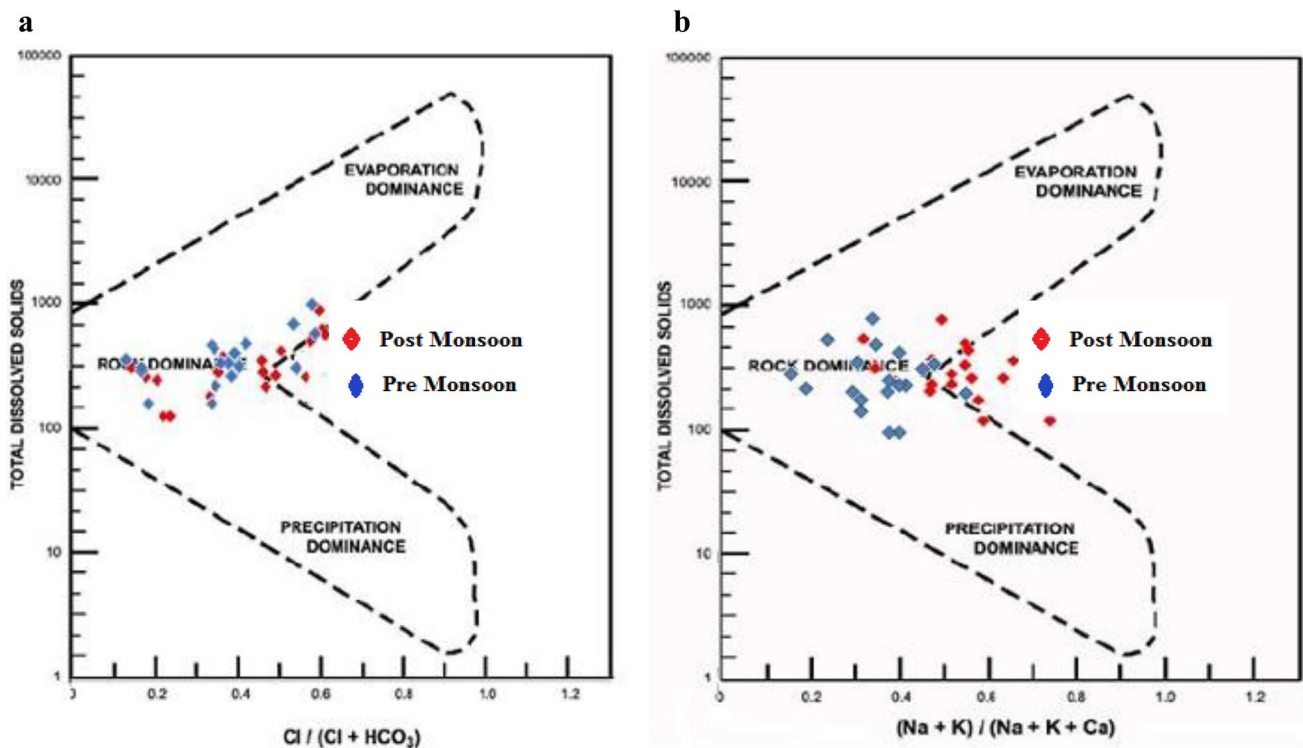 a
100000
10000
1000
100
10
1
TOTAL DISSOLVED SOLIDS
EVAPORATION
DOMINANCE
ROCK DOMINANCE
PRECIPITATION
DOMINANCE
Post Monsoon
Pre Monsoon
0
0.2
0.4
0.6
0.8
1.0
1.2
Cl / (Cl + HCO₃)
b
100000
10000
1000
100
10
1
TOTAL DISSOLVED SOLIDS
EVAPORATION
DOMINANCE
ROCK DOMINANCE
PRECIPITATION
DOMINANCE
Post Monsoon
Pre Monsoon
0
0.2
0.4
0.6
0.8
1.0
1.2
(Na + K) / (Na + K + Ca)